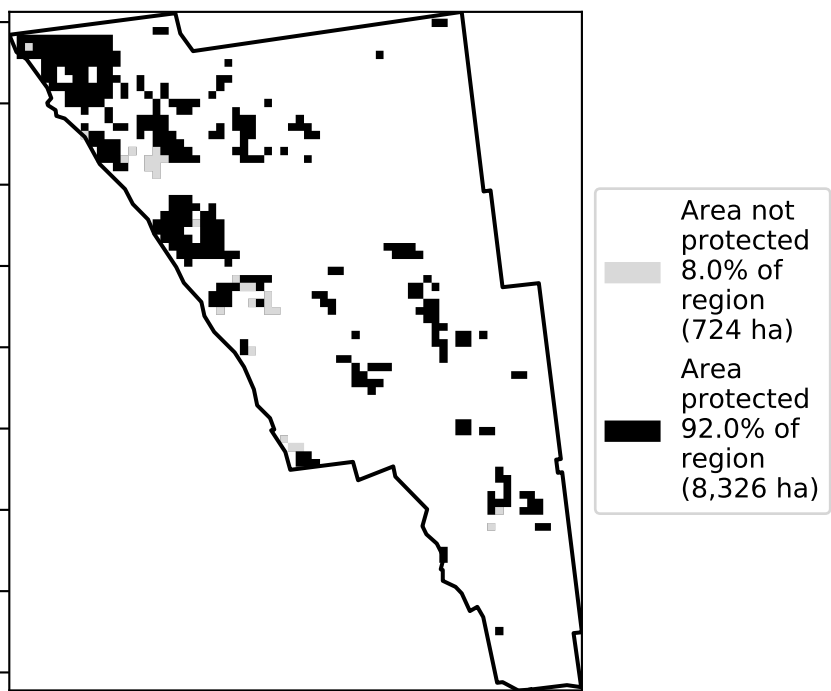 Area not
protected
8.0% of
region
(724 ha)
Area
protected
92.0% of
region
(8,326 ha)